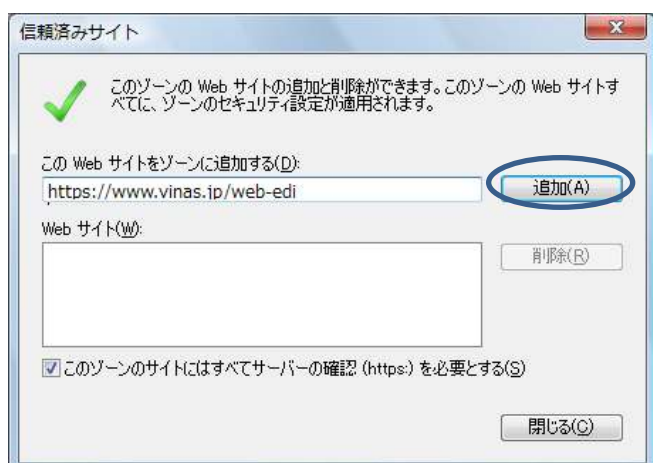 信頼済みサイト
このゾーンの Web サイトの追加と削除ができます。このゾーンの Web サイトす
べてに、ゾーンのセキュリティ設定が適用されます。
この Web サイトをゾーンに追加する(D):
https://www.vinas.jp/web-edi
追加(A)
Web サイト(W):
削除(R)
このゾーンのサイトにはすべてサーバーの確認 (https:) を必要とする(S)
閉じる(C)